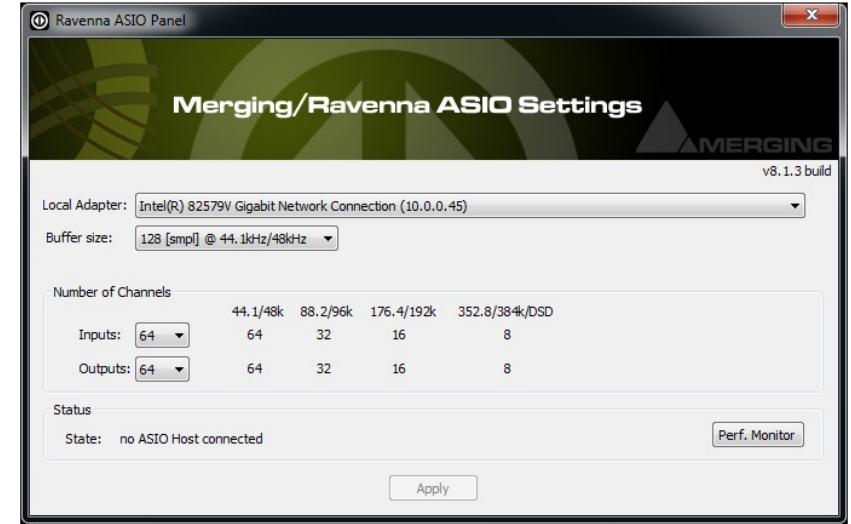 Ravenna ASIO Panel
Merging/Ravenna ASIO Settings
MERGING
v8.1.3 build
Local Adapter: Intel(R) 82579V Gigabit Network Connection (10.0.0.45)
Buffer size: 128 [smpl] @ 44.1kHz/48kHz
Number of Channels
44.1/48k 88.2/96k 176.4/192k 352.8/384k/DSD
Inputs: 64 64 32 16 8
Outputs: 64 64 32 16 8
Status
State: no ASIO Host connected Perf. Monitor
Apply